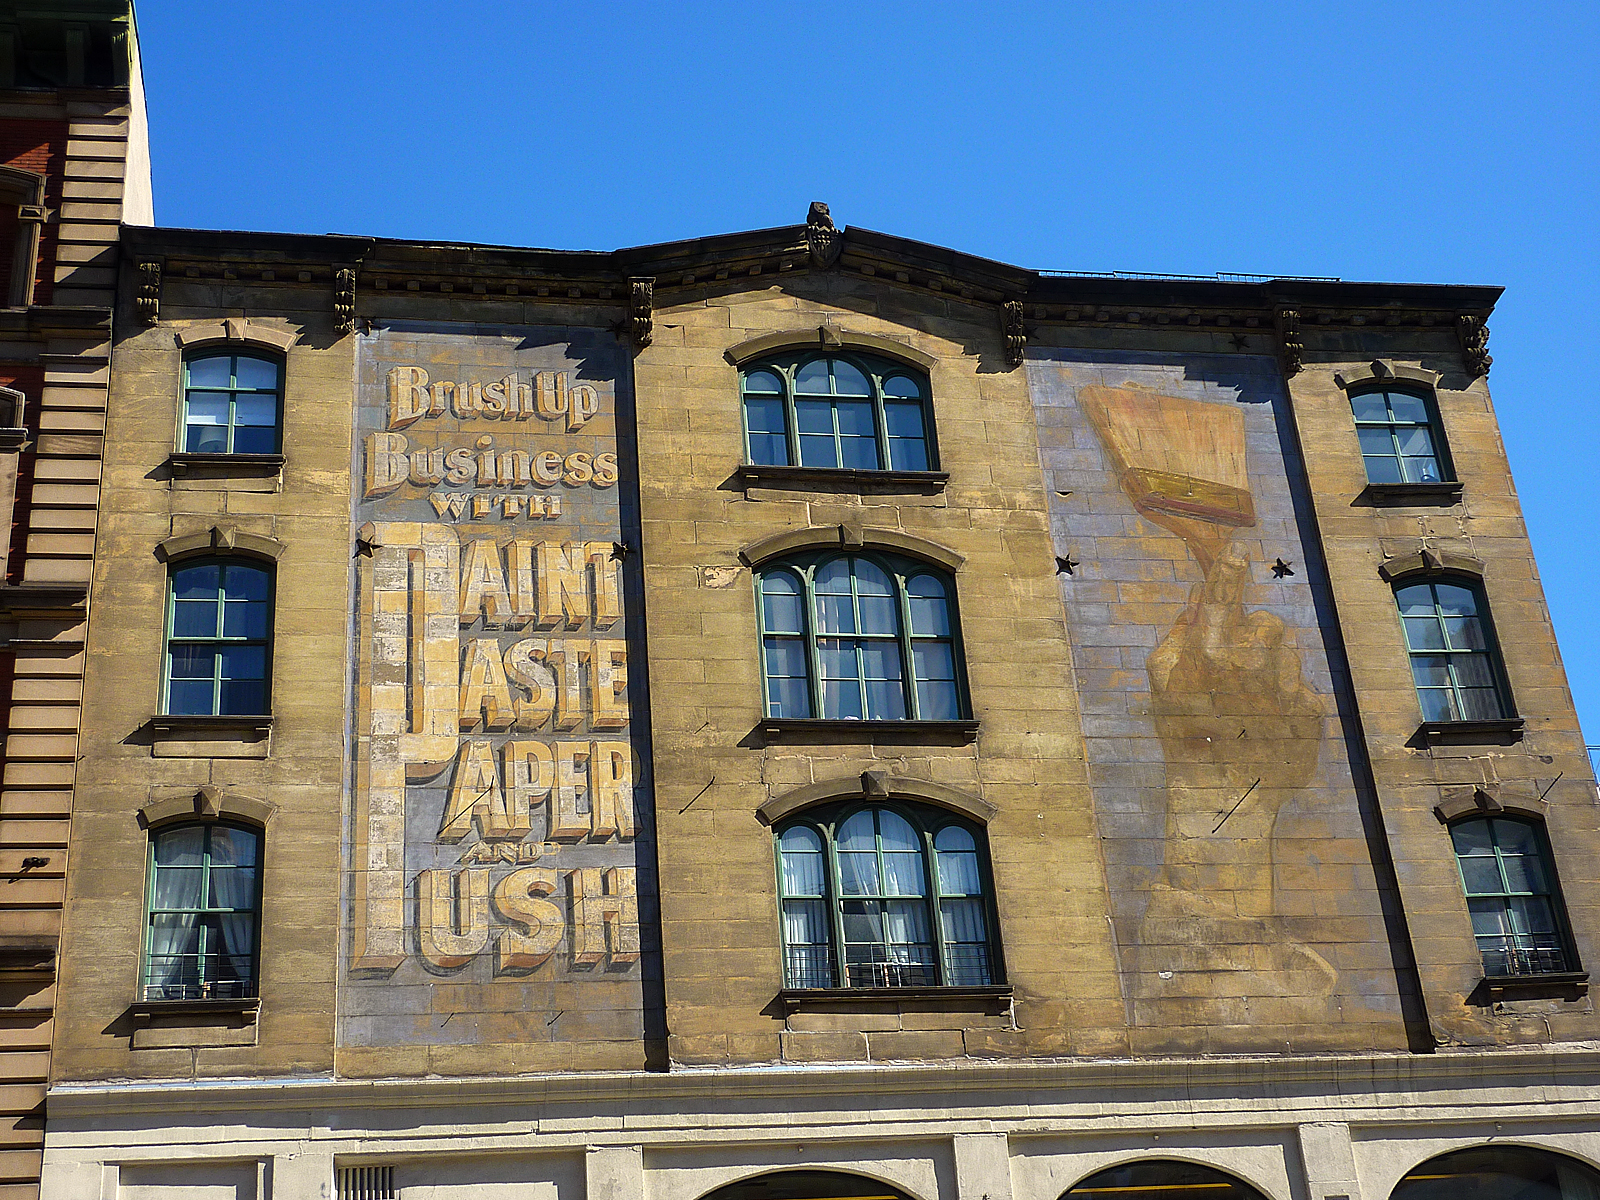 BrushUp
Business
WITH
PAINT
PASTE
PAPER
AND
PUSH